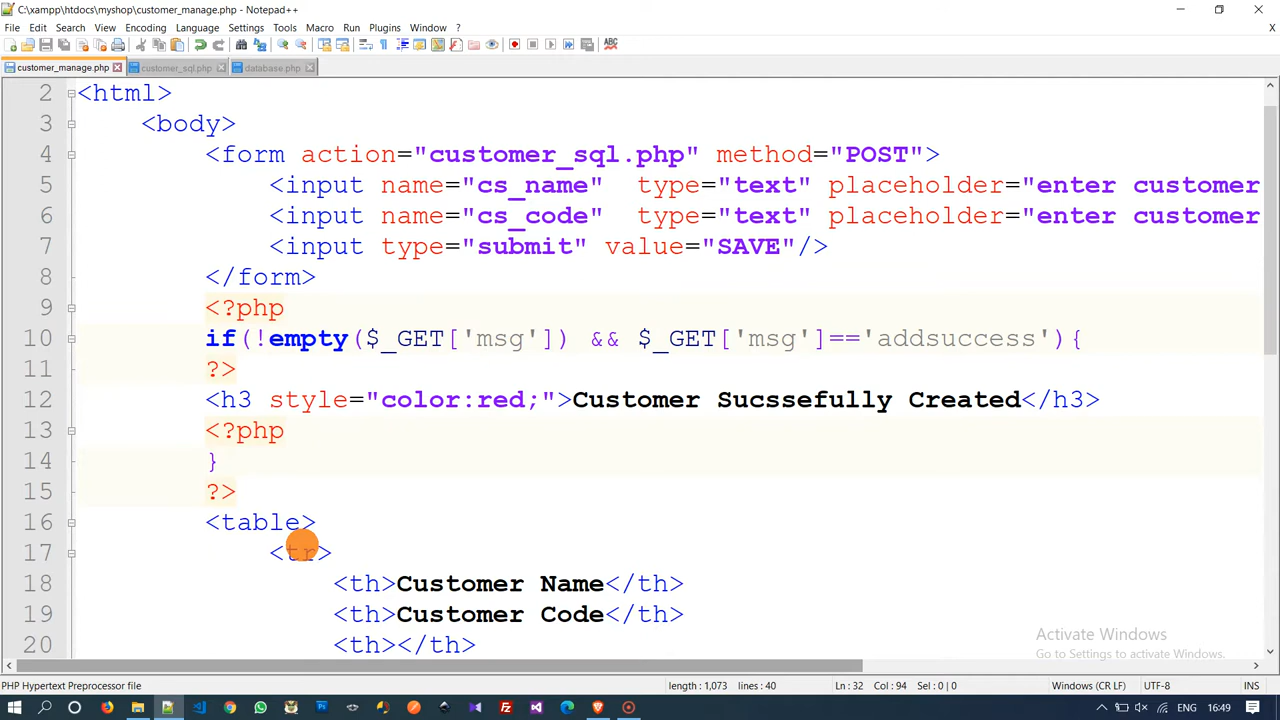 C:\xampp\htdocs\myshop\customer_manage.php - Notepad++
File Edit Search View Encoding Language Settings Tools Macro Run Plugins Window ?
X
customer_manage.php customer_sql.php database.php
2 <html>
3 <body>
4 <form action="customer_sql.php" method="POST">
5 <input name="cs_name" type="text" placeholder="enter customer
6 <input name="cs_code" type="text" placeholder="enter customer
7 <input type="submit" value="SAVE"/>
8 </form>
9 <?php
10 if(!empty($_GET['msg']) && $_GET['msg']=='addsuccess'){
11 ?>
12 <h3 style="color:red;">Customer Sucssefully Created</h3>
13 <?php
14 }
15 ?>
16 <table>
17 <tr>
18 <th>Customer Name</th>
19 <th>Customer Code</th>
20 <th></th>
Activate Windows
Go to Settings to activate Windows.
PHP Hypertext Preprocessor file length : 1,073 lines : 40 Ln : 32 Col : 94 Sel : 0 | 0 Windows (CR LF) UTF-8 INS
ENG 16:49